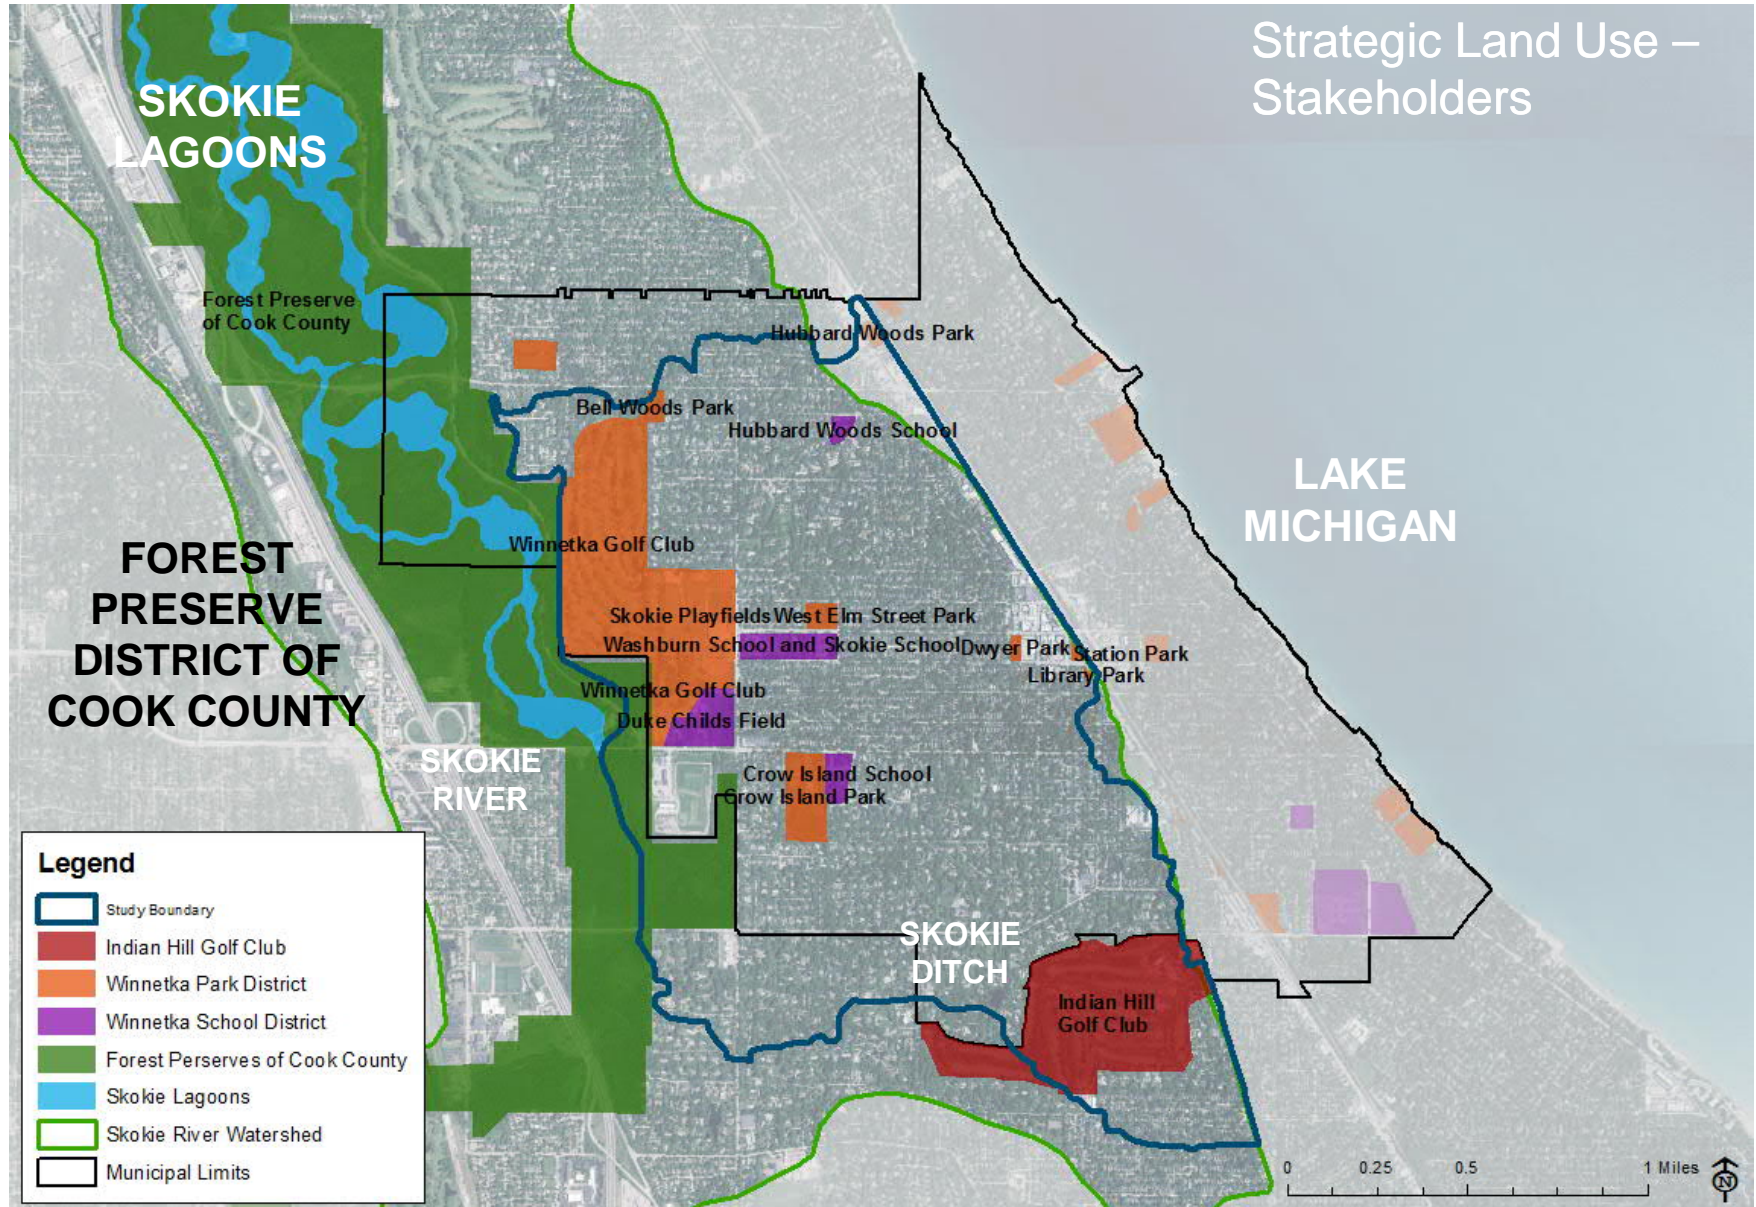 Strategic Land Use –
Stakeholders
SKOKIE
LAGOONS
Forest Preserve
of Cook County
Hubbard Woods Park
Bell Woods Park
Hubbard Woods School
LAKE
MICHIGAN
FOREST
PRESERVE
DISTRICT OF
COOK COUNTY
Winnetka Golf Club
Skokie Playfields West Elm Street Park
Washburn School and Skokie School Dwyer Park Station Park
Library Park
Winnetka Golf Club
Duke Childs Field
SKOKIE
RIVER
Crow Island School
Crow Island Park
SKOKIE
DITCH
Indian Hill
Golf Club
Legend
Study Boundary
Indian Hill Golf Club
Winnetka Park District
Winnetka School District
Forest Perserves of Cook County
Skokie Lagoons
Skokie River Watershed
Municipal Limits
0 0.25 0.5 1 Miles
N